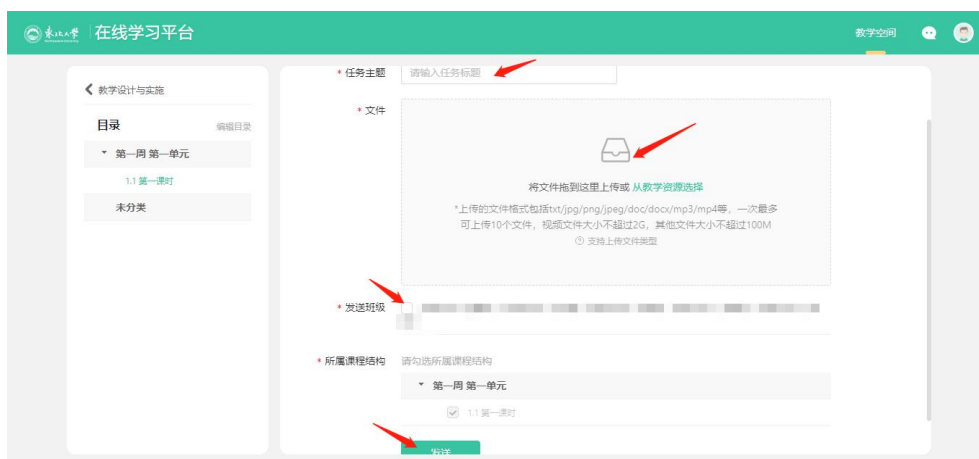 东北大学 在线学习平台
教学空间
教学设计与实施
目录 编辑目录
第一周 第一单元
1.1 第一课时
未分类
* 任务主题 请输入任务标题
* 文件
将文件拖到这里上传或 从教学资源选择
*上传的文件格式包括txt/jpg/png/jpeg/doc/docx/mp3/mp4等，一次最多
可上传10个文件，视频文件大小不超过2G，其他文件大小不超过100M
? 支持上传文件类型
* 发送班级
* 所属课程结构 请勾选所属课程结构
第一周 第一单元
1.1 第一课时
发送